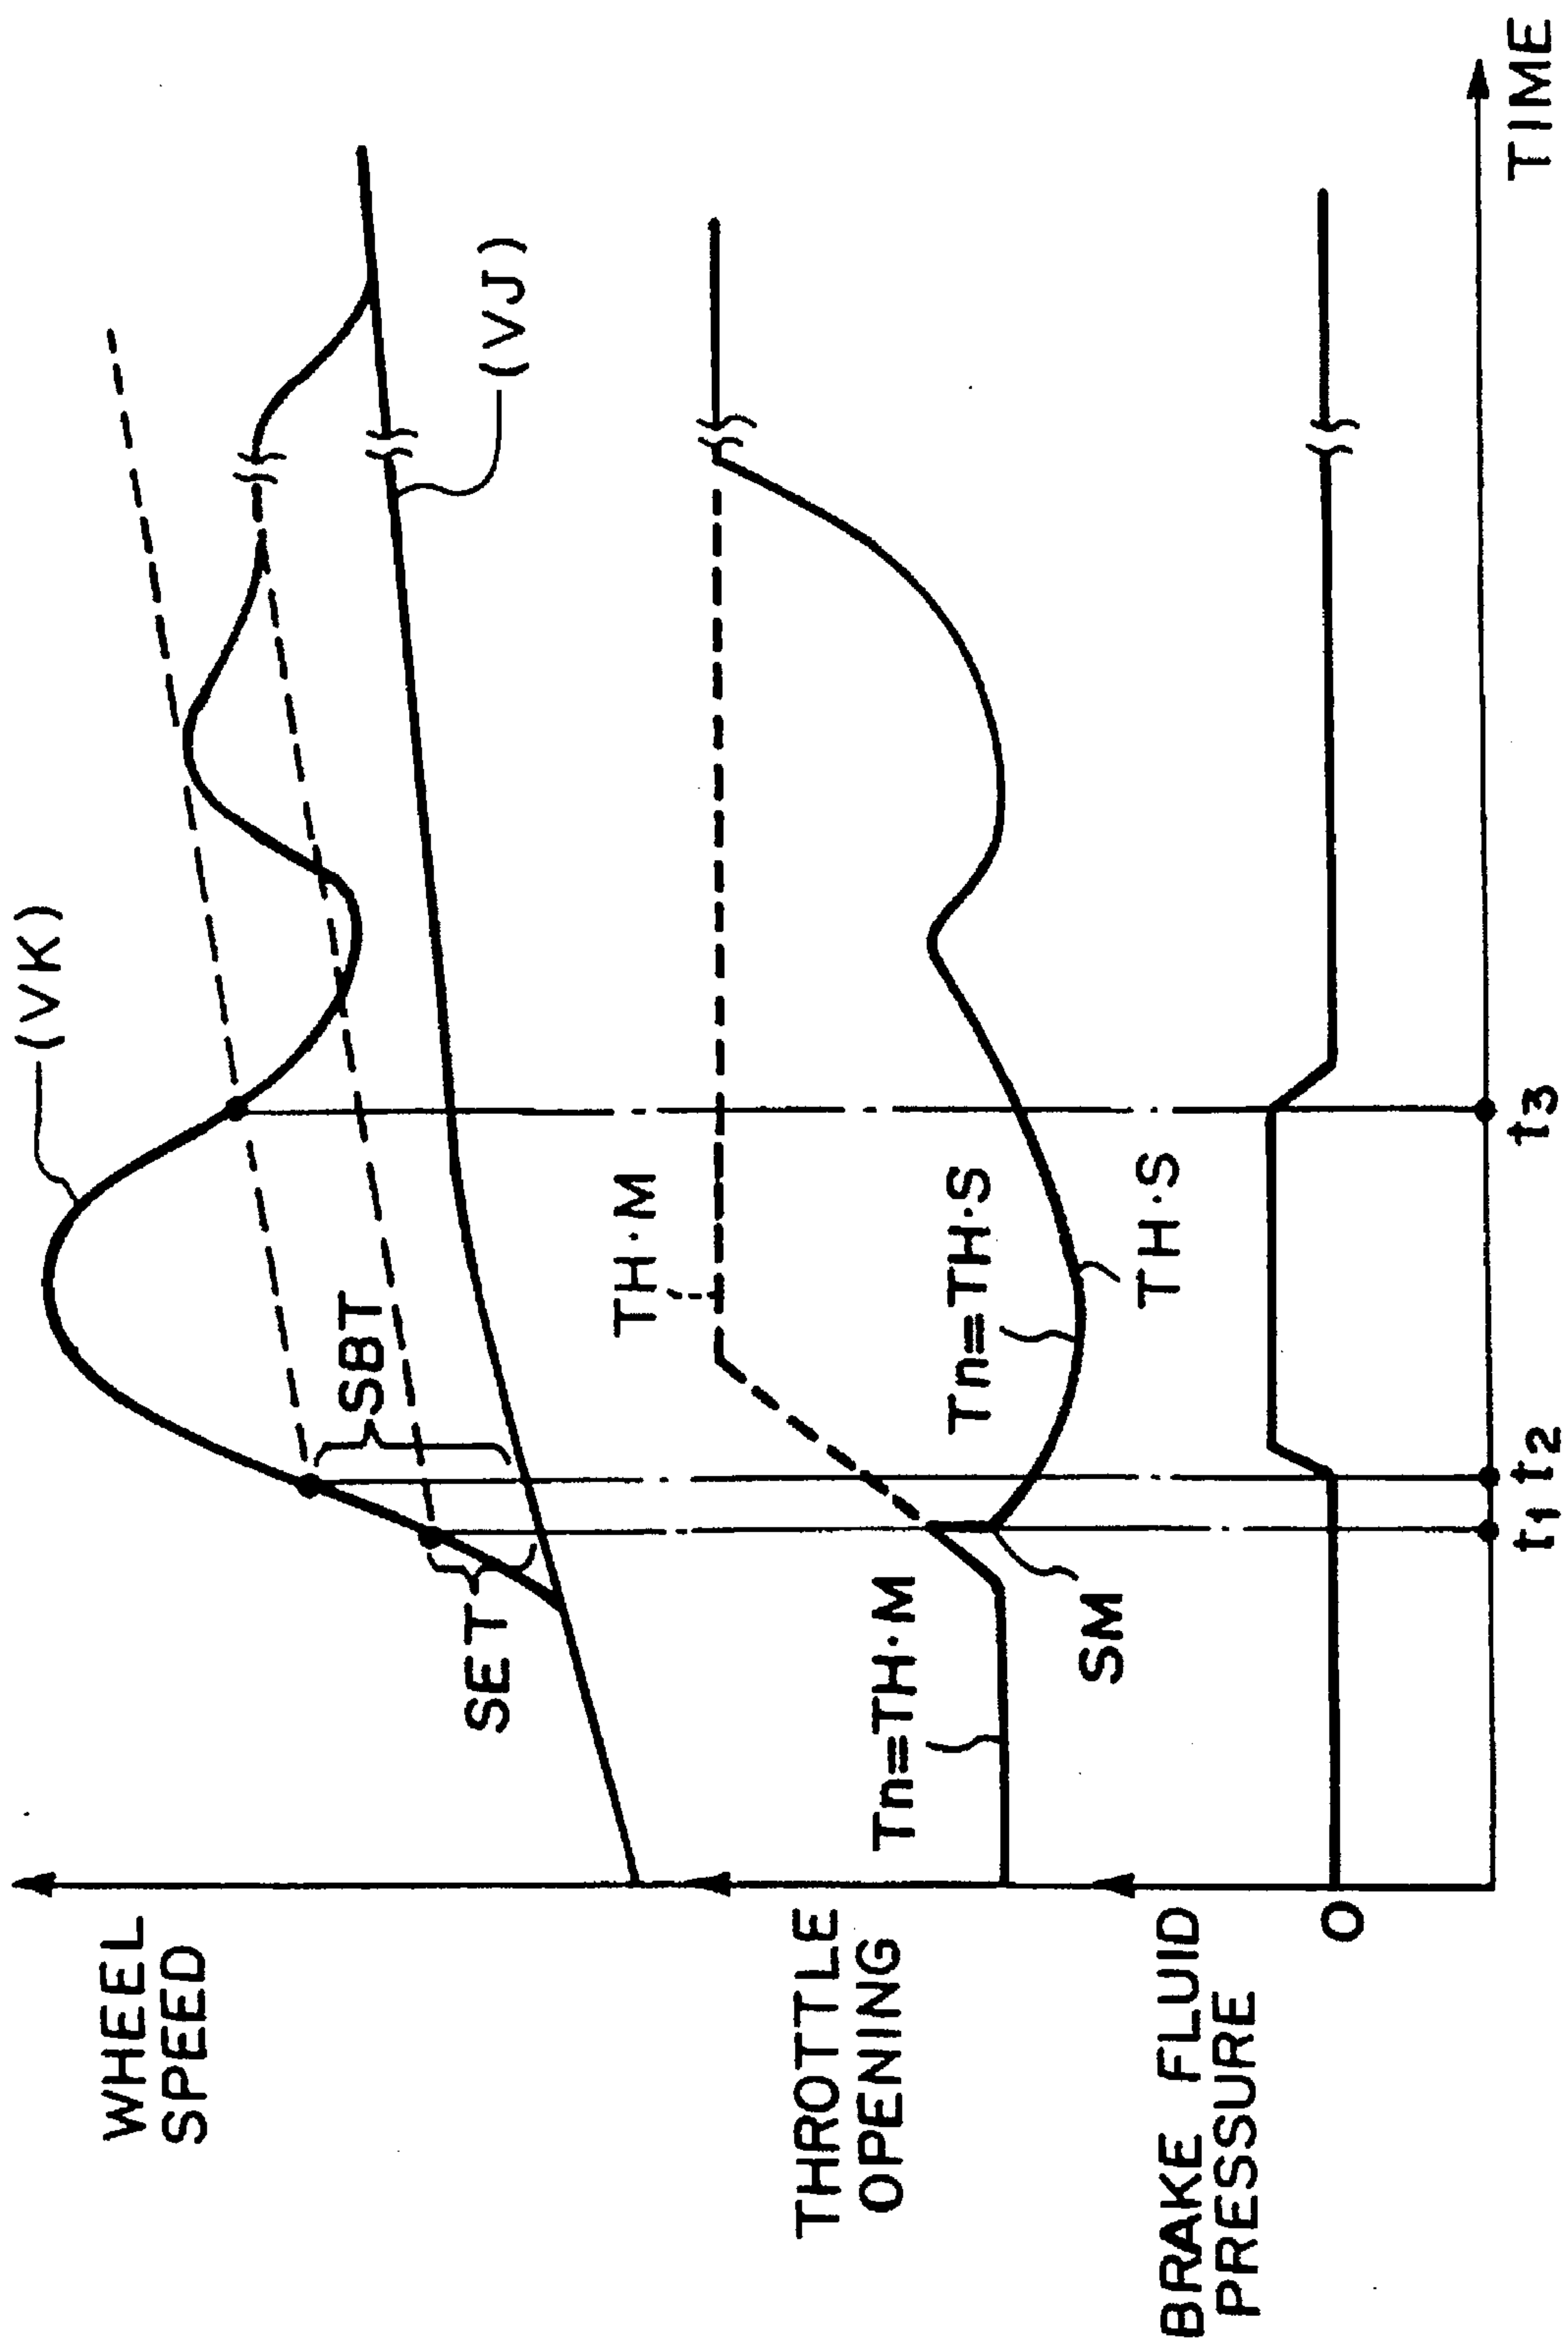 WHEEL
SPEED
(VK)
(VJ)
SET
SBT
THROTTLE
OPENING
TH·M
Tn=TH·M
Tn=TH·S
SM
TH·S
BRAKE FLUID
PRESSURE
0
t1
t2
t3
TIME